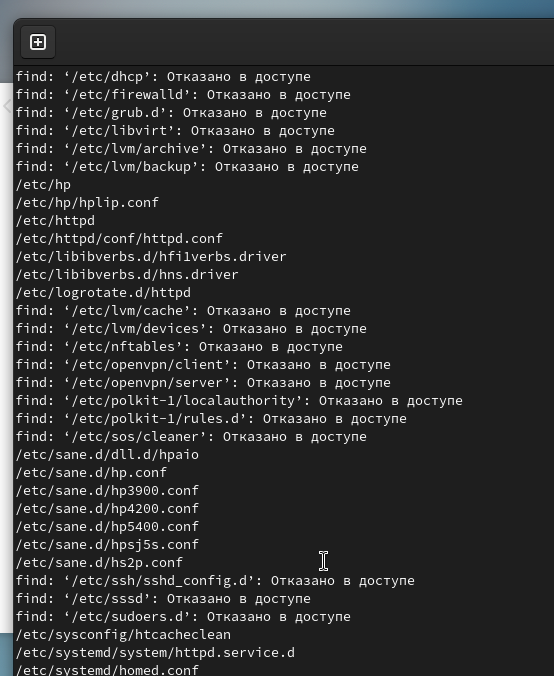 find: ‘/etc/dhcp’: Отказано в доступе
find: ‘/etc/firewalld’: Отказано в доступе
find: ‘/etc/grub.d’: Отказано в доступе
find: ‘/etc/libvirt’: Отказано в доступе
find: ‘/etc/lvm/archive’: Отказано в доступе
find: ‘/etc/lvm/backup’: Отказано в доступе
/etc/hp
/etc/hp/hplip.conf
/etc/httpd
/etc/httpd/conf/httpd.conf
/etc/libibverbs.d/hfi1verbs.driver
/etc/libibverbs.d/hns.driver
/etc/logrotate.d/httpd
find: ‘/etc/lvm/cache’: Отказано в доступе
find: ‘/etc/lvm/devices’: Отказано в доступе
find: ‘/etc/nftables’: Отказано в доступе
find: ‘/etc/openvpn/client’: Отказано в доступе
find: ‘/etc/openvpn/server’: Отказано в доступе
find: ‘/etc/polkit-1/localauthority’: Отказано в доступе
find: ‘/etc/polkit-1/rules.d’: Отказано в доступе
find: ‘/etc/sos/cleaner’: Отказано в доступе
/etc/sane.d/dll.d/hpaio
/etc/sane.d/hp.conf
/etc/sane.d/hp3900.conf
/etc/sane.d/hp4200.conf
/etc/sane.d/hp5400.conf
/etc/sane.d/hpsj5s.conf
/etc/sane.d/hs2p.conf
find: ‘/etc/ssh/sshd_config.d’: Отказано в доступе
find: ‘/etc/sssd’: Отказано в доступе
find: ‘/etc/sudoers.d’: Отказано в доступе
/etc/sysconfig/htcacheclean
/etc/systemd/system/httpd.service.d
/etc/systemd/homed.conf